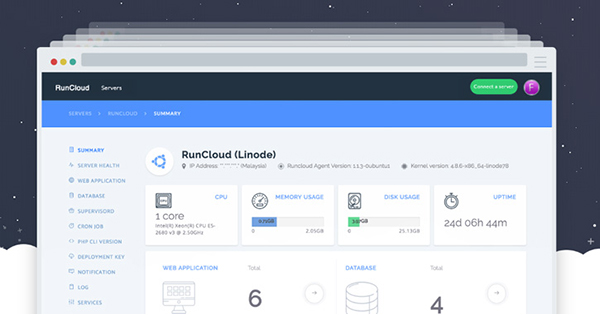 RunCloud Servers Connect a server F
SERVERS > RUNCLOUD > SUMMARY
SUMMARY
SERVER HEALTH
WEB APPLICATION
DATABASE
SUPERVISORD
CRON JOB
PHP CLI VERSION
DEPLOYMENT KEY
NOTIFICATION
LOG
SERVICES
RunCloud (Linode)
IP Address: **.***.**.** (Malaysia) Runcloud Agent Version: 1.1.3-0ubuntu1 Kernel version: 4.8.6-x86_64-linode78
CPU
1 core
Intel(R) Xeon(R) CPU E5-
2680 v3 @ 2.50GHz
MEMORY USAGE
0.71GB
0 2.05GB
DISK USAGE
0 25.13GB
UPTIME
24d 06h 44m
WEB APPLICATION Total
6
DATABASE Total
4